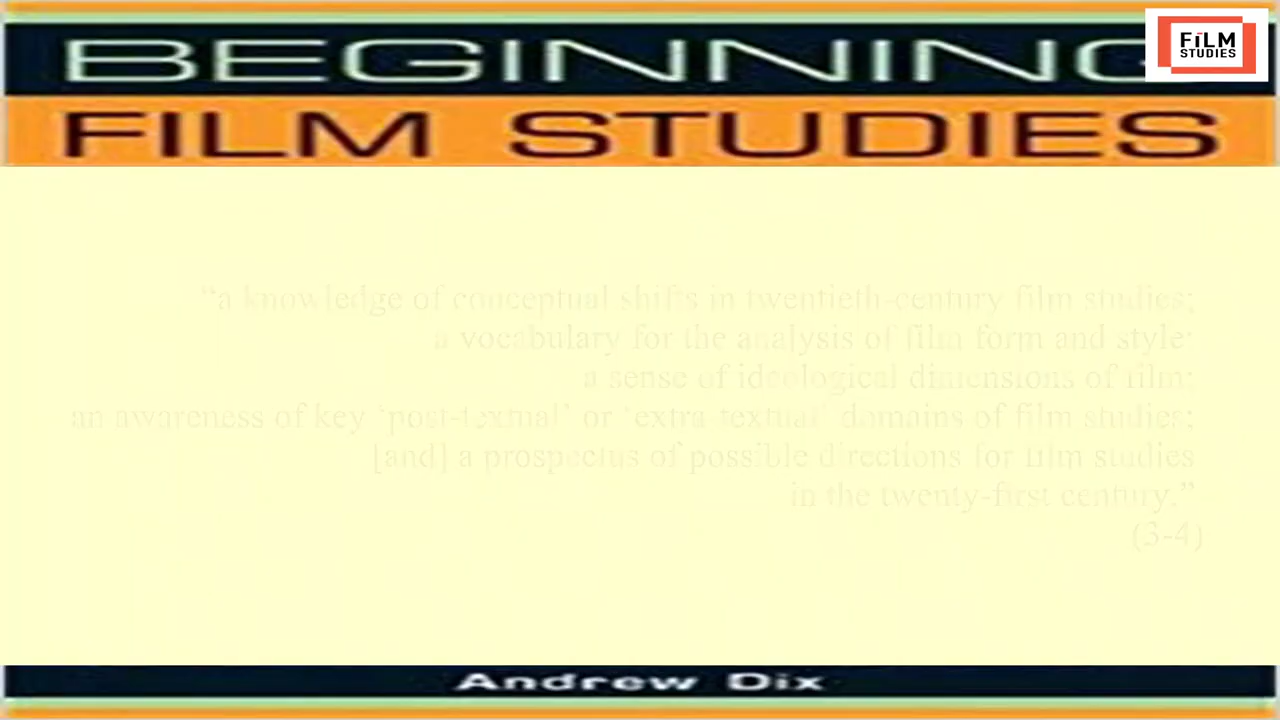 BEGINNING
FiLM
STUDIES
FILM STUDIES
“a knowledge of conceptual shifts in twentieth-century film studies;
a vocabulary for the analysis of film form and style;
a sense of ideological dimensions of film;
an awareness of key ‘post-textual’ or ‘extra-textual’ domains of film studies;
[and] a prospectus of possible directions for film studies
in the twenty-first century.”
(3-4)
Andrew Dix